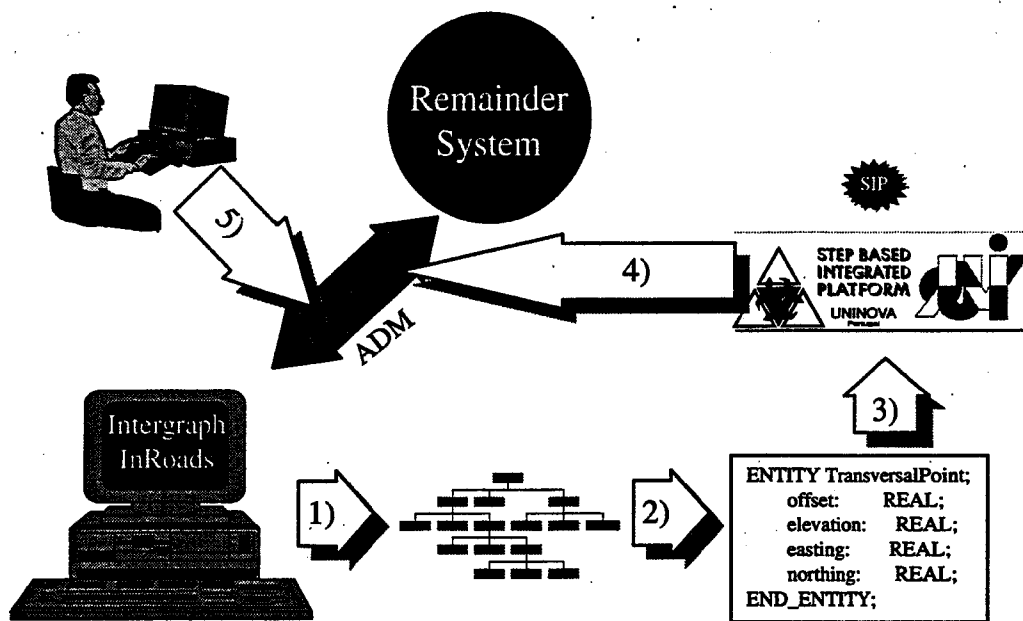 Remainder
System
SIP
5)
4)
STEP BASED
INTEGRATED
PLATFORM
UNINOVA
Portugal
ADM
3)
Intergraph
InRoads
1)
2)
ENTITY TransversalPoint;
offset: REAL;
elevation: REAL;
easting: REAL;
northing: REAL;
END_ENTITY;